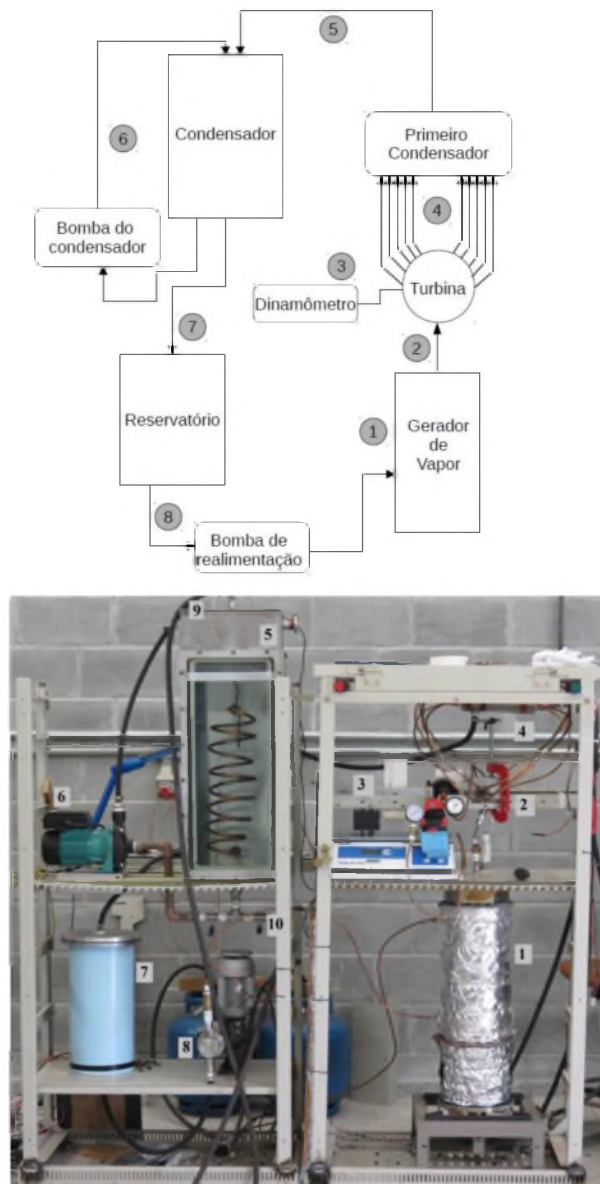 5
Condensador
6
Primeiro
Condensador
4
Bomba do
condensador
3
Dinamômetro
Turbina
2
7
Reservatório
1
Gerador
de
Vapor
8
Bomba de
realimentação
9
5
4
3
2
6
10
1
7
8